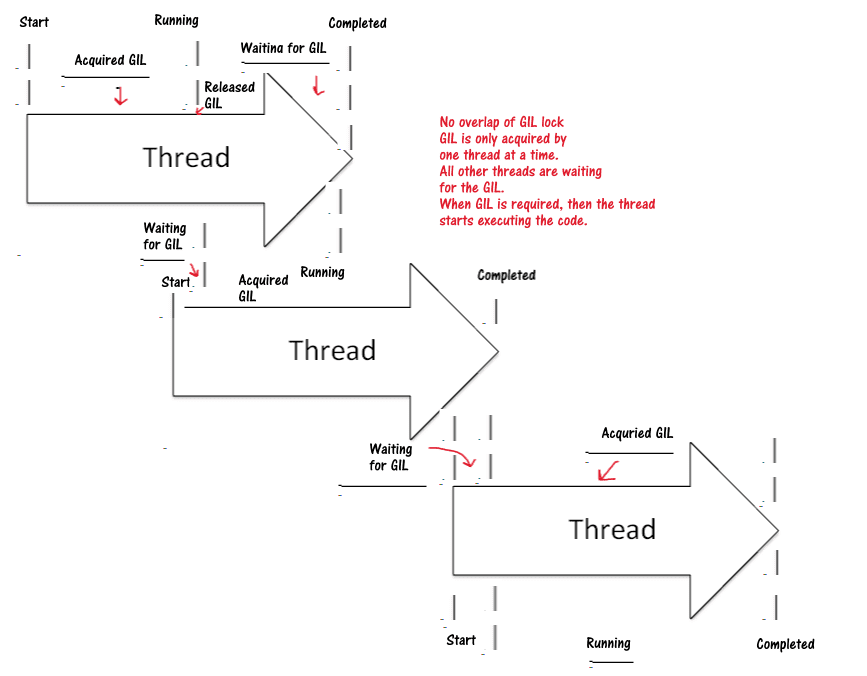 Start
Running
Completed
Waiting for GIL
Acquired GIL
Released
GIL
Thread
No overlap of GIL lock
GIL is only acquired by
one thread at a time.
All other threads are waiting
for the GIL.
When GIL is required, then the thread
starts executing the code.
Waiting
for GIL
Start
Acquired
GIL
Running
Completed
Thread
Waiting
for GIL
Acquried GIL
Thread
Start
Running
Completed